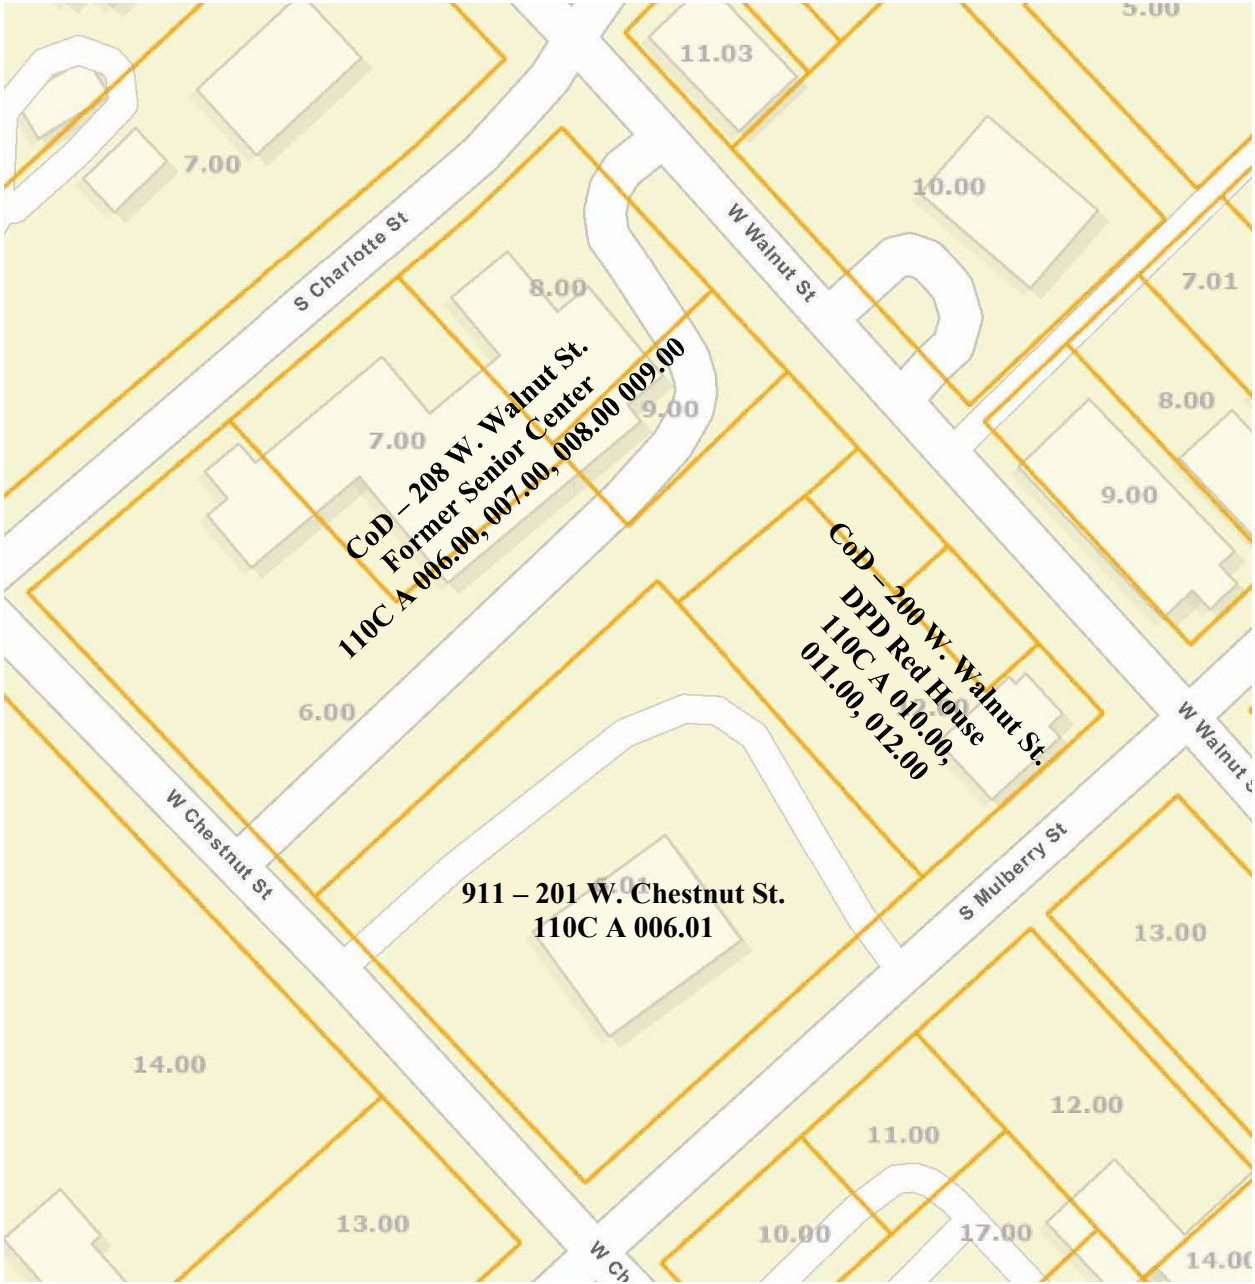 5.00
11.03
7.00
10.00
S Charlotte St
W Walnut St
7.01
8.00
8.00
CoD – 208 W. Walnut St.
Former Senior Center
110C A 006.00, 007.00, 008.00 009.00
9.00
7.00
9.00
CoD – 200 W. Walnut St.
DPD Red House
110C A 010.00,
011.00, 012.00
6.00
W Walnut S
W Chestnut St
S Mulberry St
911 – 201 W. Chestnut St.
110C A 006.01
13.00
14.00
12.00
11.00
13.00
10.00
17.00
14.00
W Ch